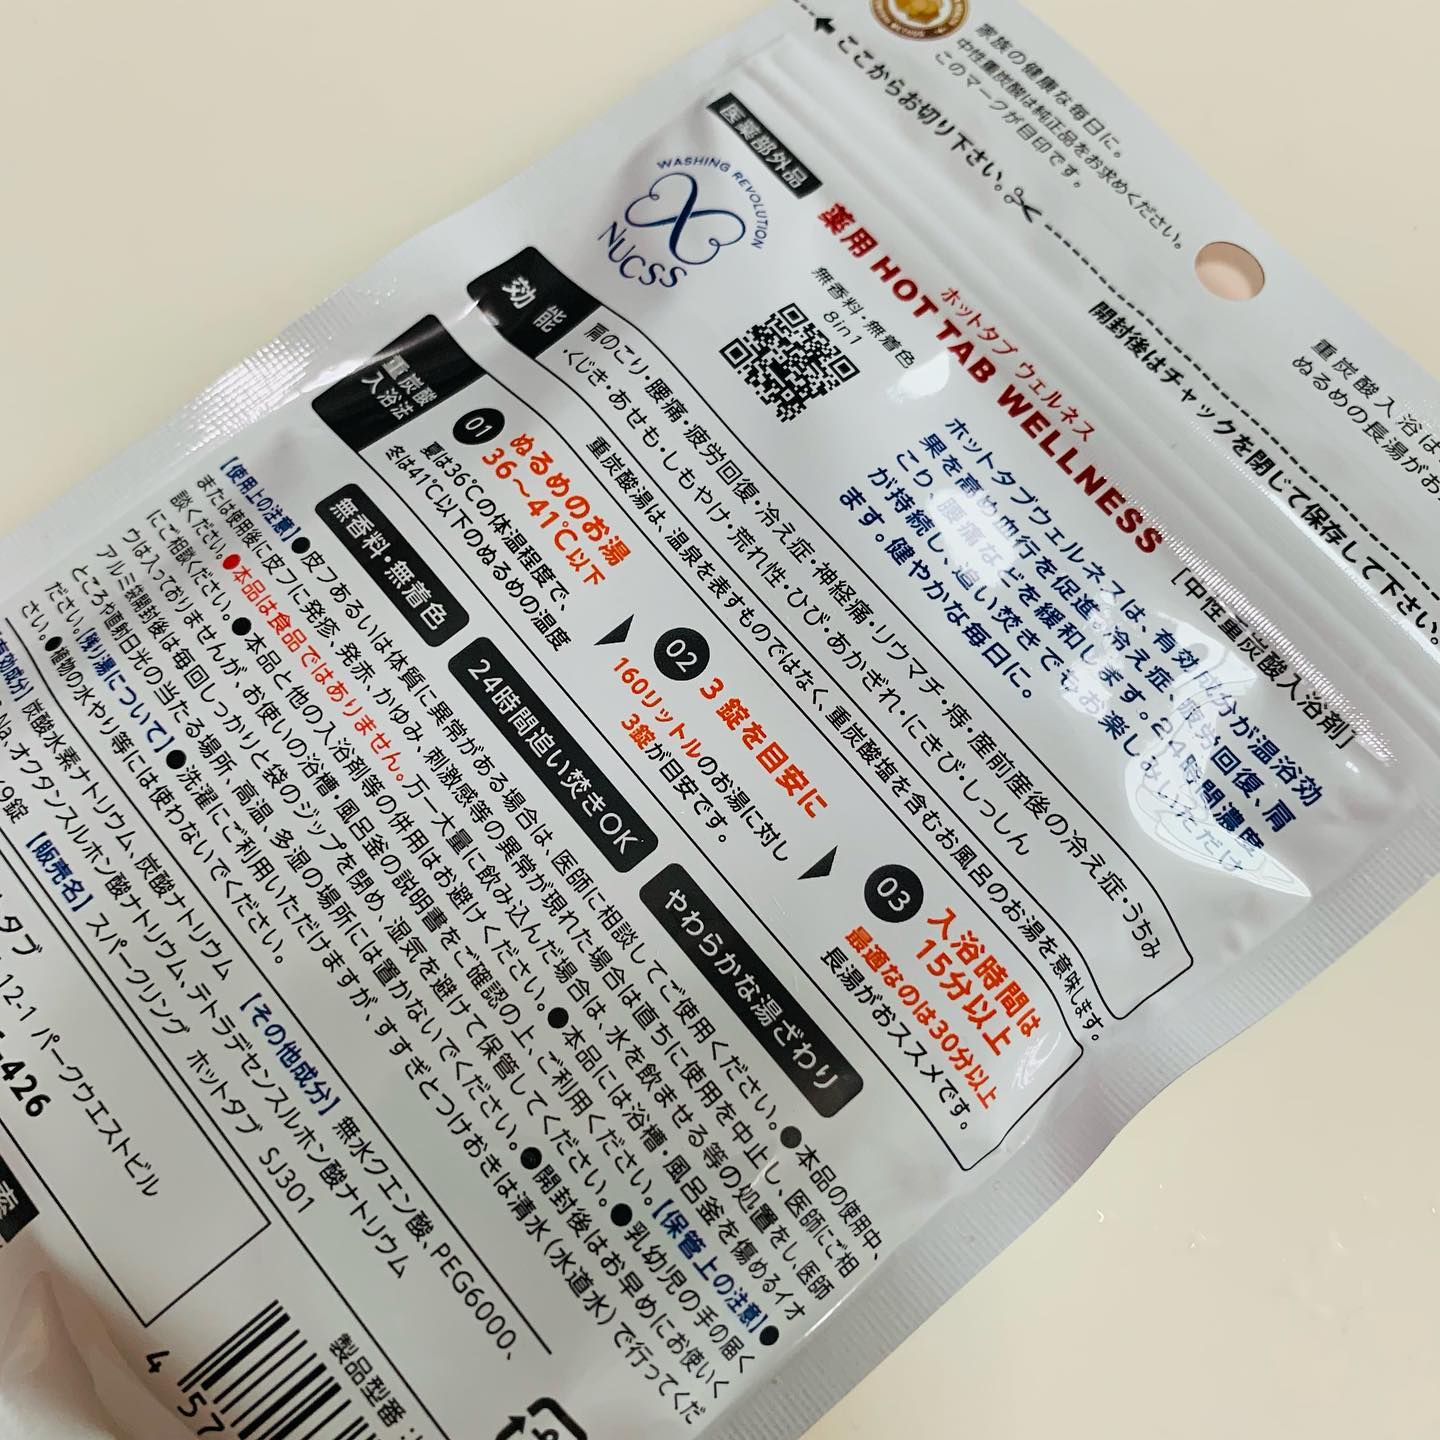 家族の健康な毎日に。
中性重炭酸は純正品をお求めください。
このマークが目印です。
重炭酸入浴は
ぬるめの長湯がお
ここからお切り下さい。
開封後はチャックを閉じて保存して下さい。
医薬部外品
WASHING REVOLUTION
NUCSS
ホットタブ ウェルネス
薬用 HOT TAB WELLNESS
[中性重炭酸入浴剤]
無香料・無着色
8in1
ホットタブウェルネスは、有効成分が温浴効
果を高め血行を促進、冷え症、疲労回復、肩
こり、腰痛などを緩和します。24時間濃度
が持続し、追い焚きでもお楽しみいただけ
ます。健やかな毎日に。
効能
肩のこり・腰痛・疲労回復・冷え症・神経痛・リウマチ・痔・産前産後の冷え症・うちみ
・くじき・あせも・しもやけ・荒れ性・ひび・あかぎれ・にきび・しっしん
重炭酸湯は、温泉を表すものではなく、重炭酸塩を含むお風呂のお湯を意味します。
重炭酸
入浴法
01
ぬるめのお湯
36〜41℃以下
夏は36℃の体温程度で、
冬は41℃以下のぬるめの温度
02
3錠を目安に
160リットルのお湯に対し
3錠が目安です。
03
入浴時間は
15分以上
最適なのは30分以上
長湯がおススメです。
無香料・無着色
24時間追い焚きOK
やわらかな湯ざわり
【使用上の注意】●皮フあるいは体質に異常がある場合は、医師に相談してご使用ください。●本品の使用中、
または使用後に皮フに発疹、発赤、かゆみ、刺激感等の異常が現れた場合は直ちに使用を中止し、医師にご相
談ください。●本品は食品ではありません。万一大量に飲み込んだ場合は、水を飲ませる等の処置をし、医師
にご相談ください。●本品と他の入浴剤等の併用はお避けください。●本品には浴槽・風呂釜を傷めるイオ
ウは入っておりませんが、お使いの浴槽・風呂釜の説明書をご確認の上、ご利用ください。【保管上の注意】●
アルミ袋開封後は毎回しっかりと袋のジップを閉め、湿気を避けて保管してください。●乳幼児の手の届く
ところや直射日光の当たる場所、高温、多湿の場所には置かないでください。●開封後はお早めにお使いく
ださい。【残り湯について】●洗濯にご利用いただけますが、すすぎとつけおきは清水(水道水)で行ってくだ
さい。●植物の水やり等には使わないでください。
有効成分】炭酸水素ナトリウム、炭酸ナトリウム 【その他成分】無水クエン酸、PEG6000、
Na、オクタンスルホン酸ナトリウム、テトラデセンスルホン酸ナトリウム
9錠 【販売名】スパークリング ホットタブ SJ301
タブ
12-1 パークウエストビル
426
製品型番:
4 57